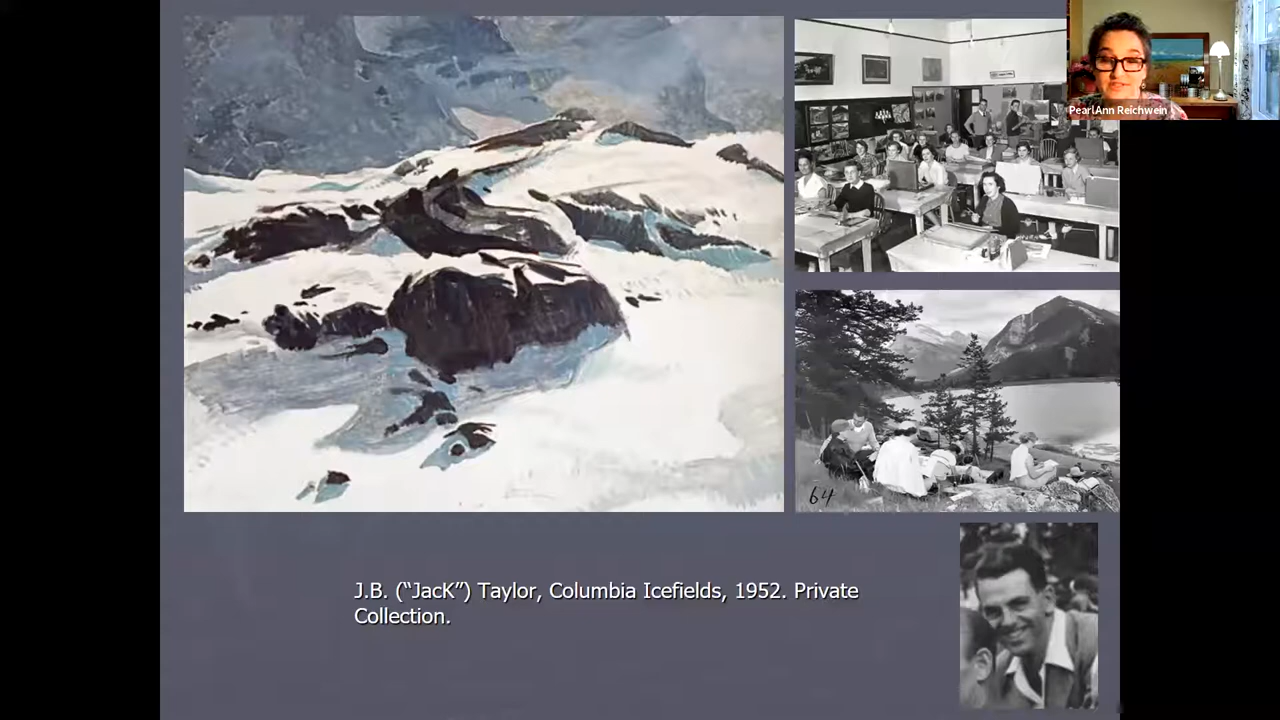 PearlAnn Reichwein
64
J.B. (“JacK”) Taylor, Columbia Icefields, 1952. Private
Collection.